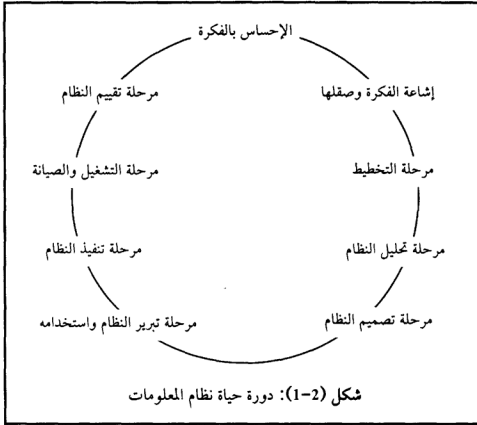 الإحساس بالفكرة
إشاعة الفكرة وصقلها
مرحلة التخطيط
مرحلة تحليل النظام
مرحلة تصميم النظام
مرحلة تبرير النظام واستخدامه
مرحلة تنفيذ النظام
مرحلة التشغيل والصيانة
مرحلة تقييم النظام
شكل (2-1): دورة حياة نظام المعلومات